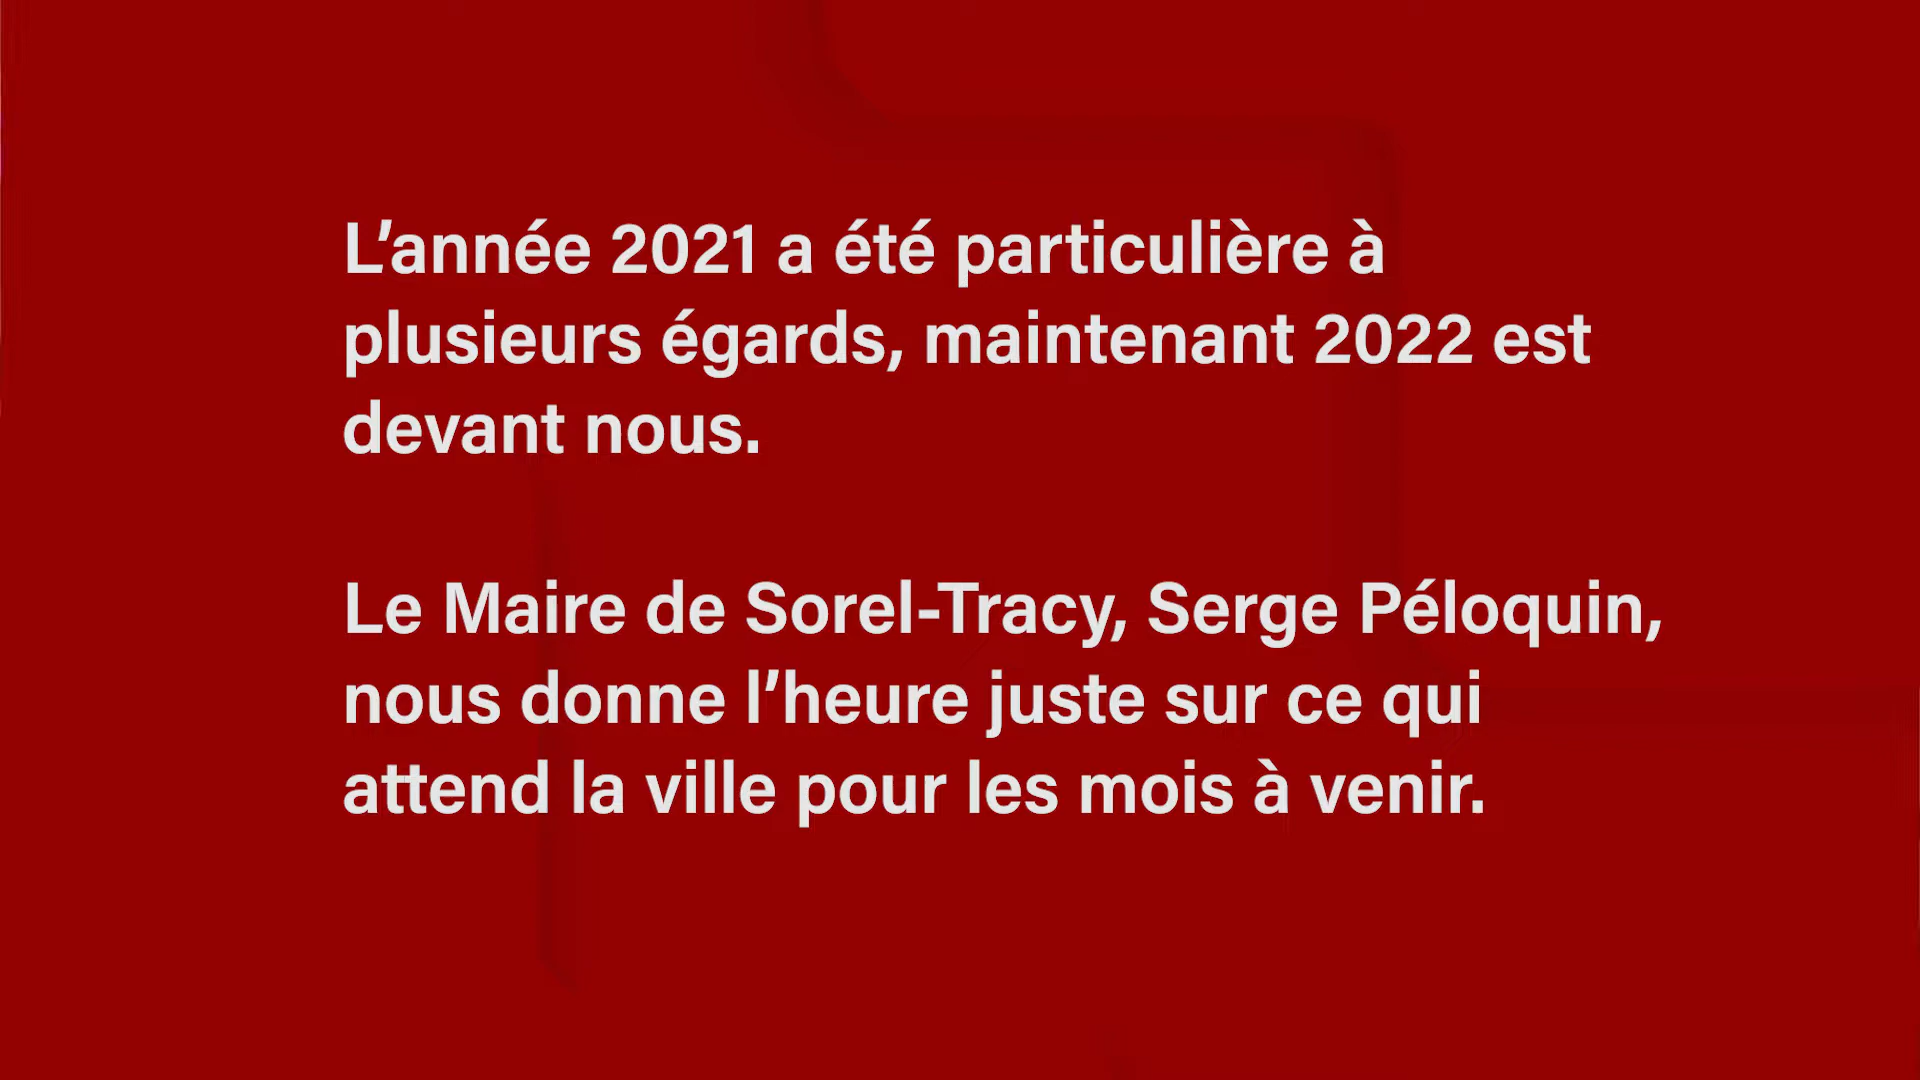 L’année 2021 a été particulière à
plusieurs égards, maintenant 2022 est
devant nous.
Le Maire de Sorel-Tracy, Serge Péloquin,
nous donne l’heure juste sur ce qui
attend la ville pour les mois à venir.